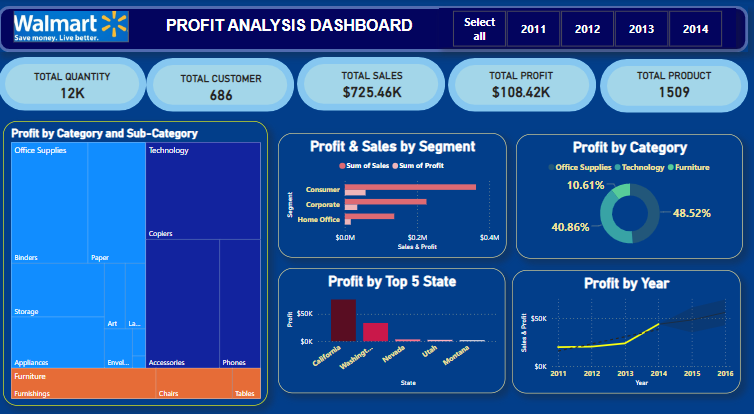 Walmart
Save money. Live better.
PROFIT ANALYSIS DASHBOARD
Select all
2011
2012
2013
2014
TOTAL QUANTITY
12K
TOTAL CUSTOMER
686
TOTAL SALES
$725.46K
TOTAL PROFIT
$108.42K
TOTAL PRODUCT
1509
Profit by Category and Sub-Category
Office Supplies
Technology
Copiers
Binders
Paper
Storage
Art
La...
Appliances
Envel...
Accessories
Phones
Furniture
Furnishings
Chairs
Tables
Profit & Sales by Segment
Sum of Sales
Sum of Profit
Segment
Consumer
Corporate
Home Office
$0.0M
$0.2M
$0.4M
Sales & Profit
Profit by Category
Office Supplies
Technology
Furniture
10.61%
40.86%
48.52%
Profit by Top 5 State
Profit
$50K
$0K
California
Washingt...
Nevada
Utah
Montana
State
Profit by Year
Sales & Profit
$50K
$0K
2011
2012
2013
2014
2015
2016
Year